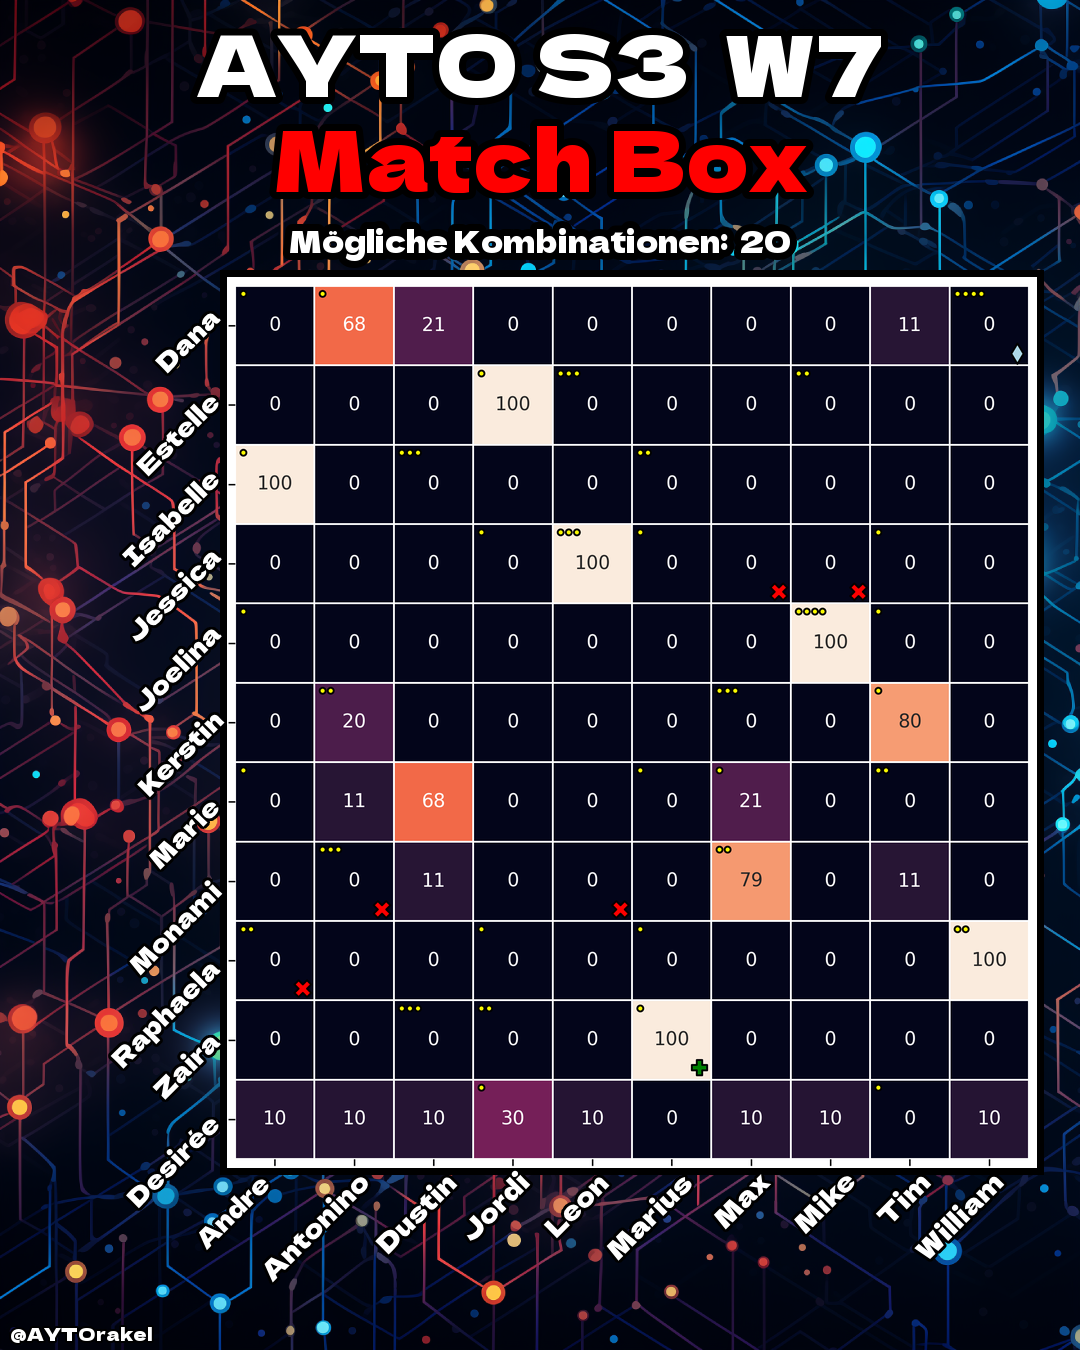 AYTO S3 W7
Match Box
Mögliche Kombinationen: 20
Dana 0 68 21 0 0 0 0 0 11 0
Estelle 0 0 0 100 0 0 0 0 0 0
Isabelle 100 0 0 0 0 0 0 0 0 0
Jessica 0 0 0 0 100 0 0 0 0 0
Joelina 0 0 0 0 0 0 0 100 0 0
Kerstin 0 20 0 0 0 0 0 0 80 0
Marie 0 11 68 0 0 0 21 0 0 0
Monami 0 0 11 0 0 0 79 0 11 0
Raphaela 0 0 0 0 0 0 0 0 0 100
Zaira 0 0 0 0 0 100 0 0 0 0
Desirée 10 10 10 30 10 0 10 10 0 10
Andre Antonino Dustin Jordi Leon Marius Max Mike Tim William
@AYTOrakel